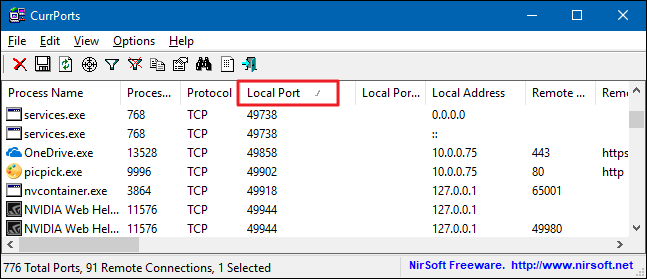 CurrPorts
File Edit View Options Help
Process Name Proces... Protocol Local Port Local Por... Local Address Remote ... Remo
services.exe 768 TCP 49738 0.0.0.0
services.exe 768 TCP 49738 ::
OneDrive.exe 13528 TCP 49858 10.0.0.75 443 https
picpick.exe 9996 TCP 49902 10.0.0.75 80 http
nvcontainer.exe 3864 TCP 49918 127.0.0.1 65001
NVIDIA Web Hel... 11576 TCP 49944 127.0.0.1
NVIDIA Web Hel... 11576 TCP 49944 127.0.0.1 49980
776 Total Ports, 91 Remote Connections, 1 Selected NirSoft Freeware. http://www.nirsoft.net